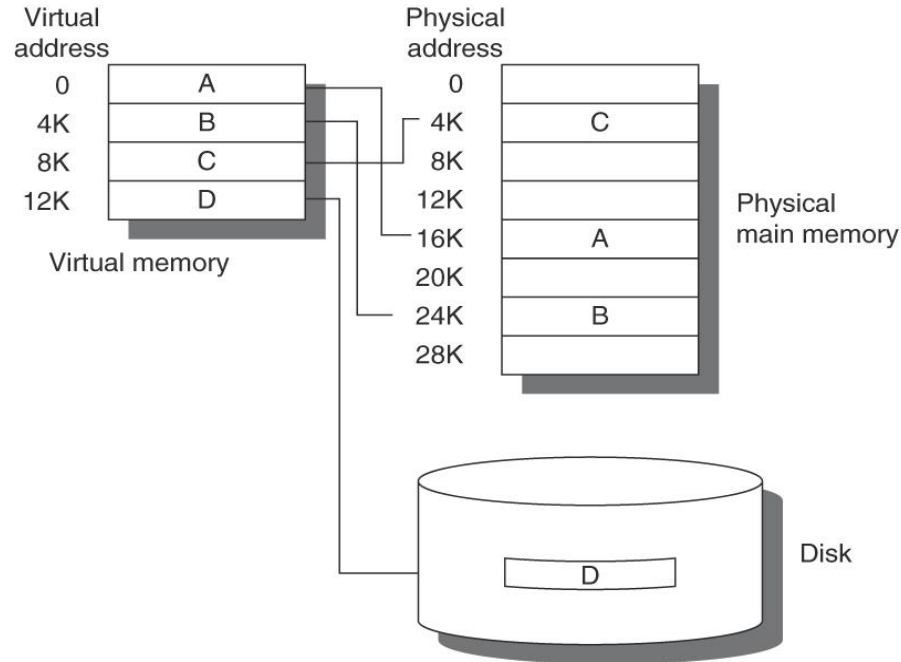 Virtual
address
0
A
4K
B
8K
C
12K
D
Virtual memory
Physical
address
0
4K
C
8K
12K
16K
A
20K
24K
B
28K
Physical
main memory
D
Disk